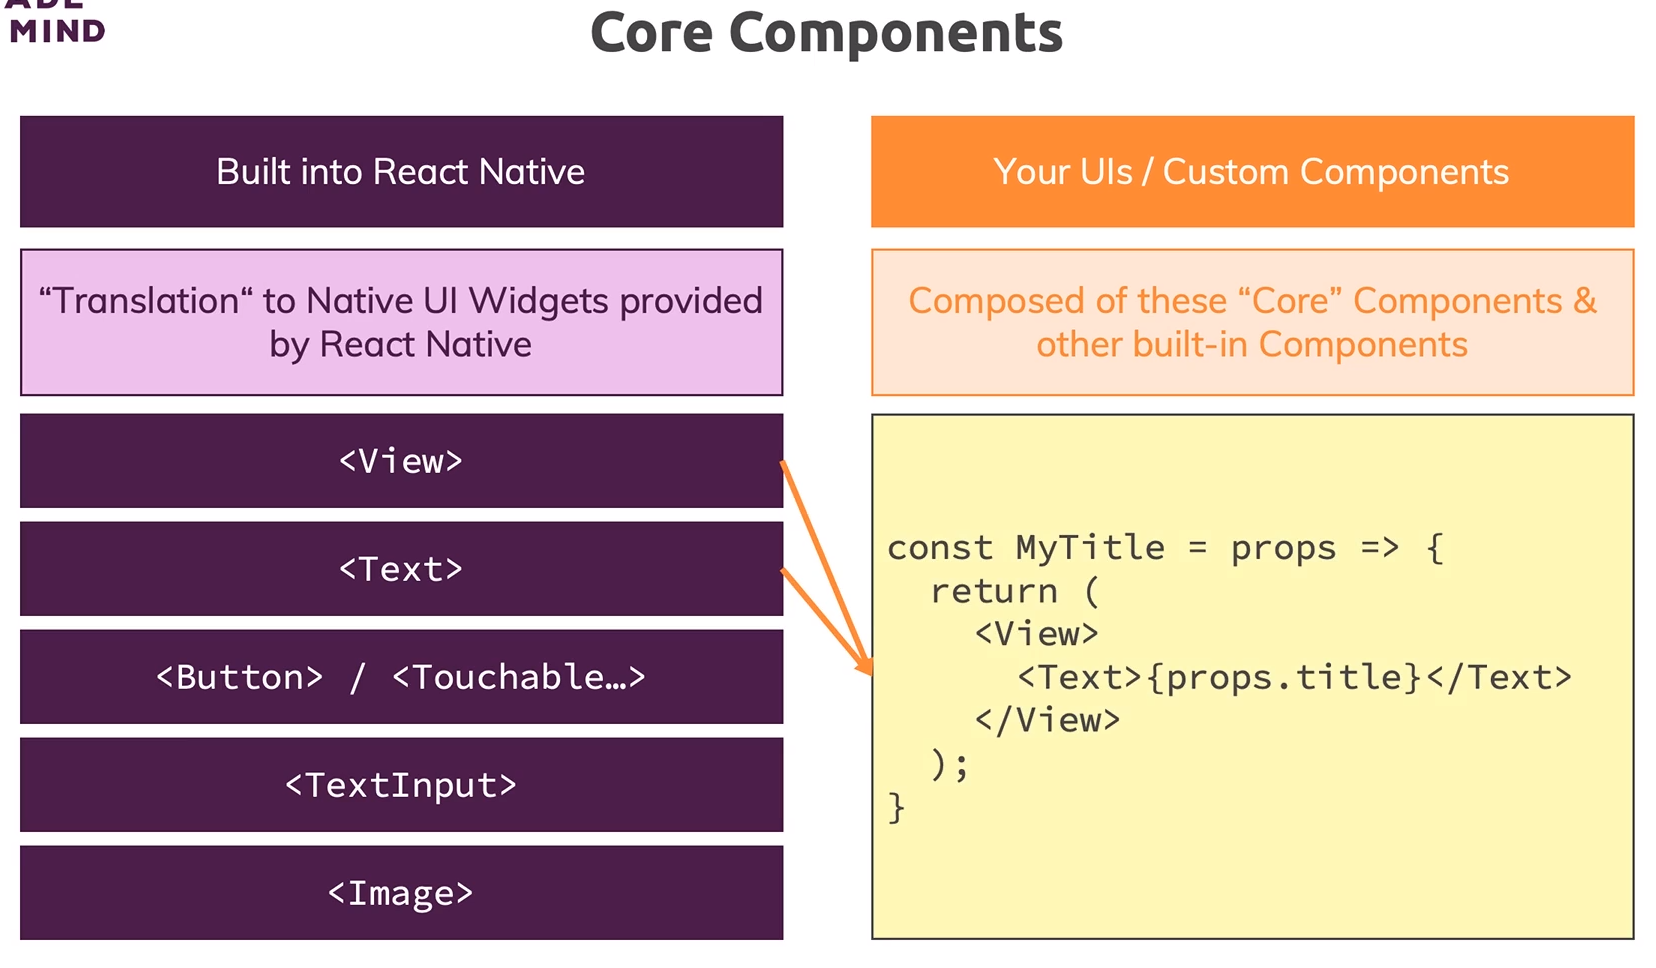 MIND
Core Components
Built into React Native
“Translation“ to Native UI Widgets provided
by React Native
<View>
<Text>
<Button> / <Touchable…>
<TextInput>
<Image>
Your UIs / Custom Components
Composed of these “Core” Components &
other built-in Components
const MyTitle = props => {
  return (
    <View>
      <Text>{props.title}</Text>
    </View>
  );
}